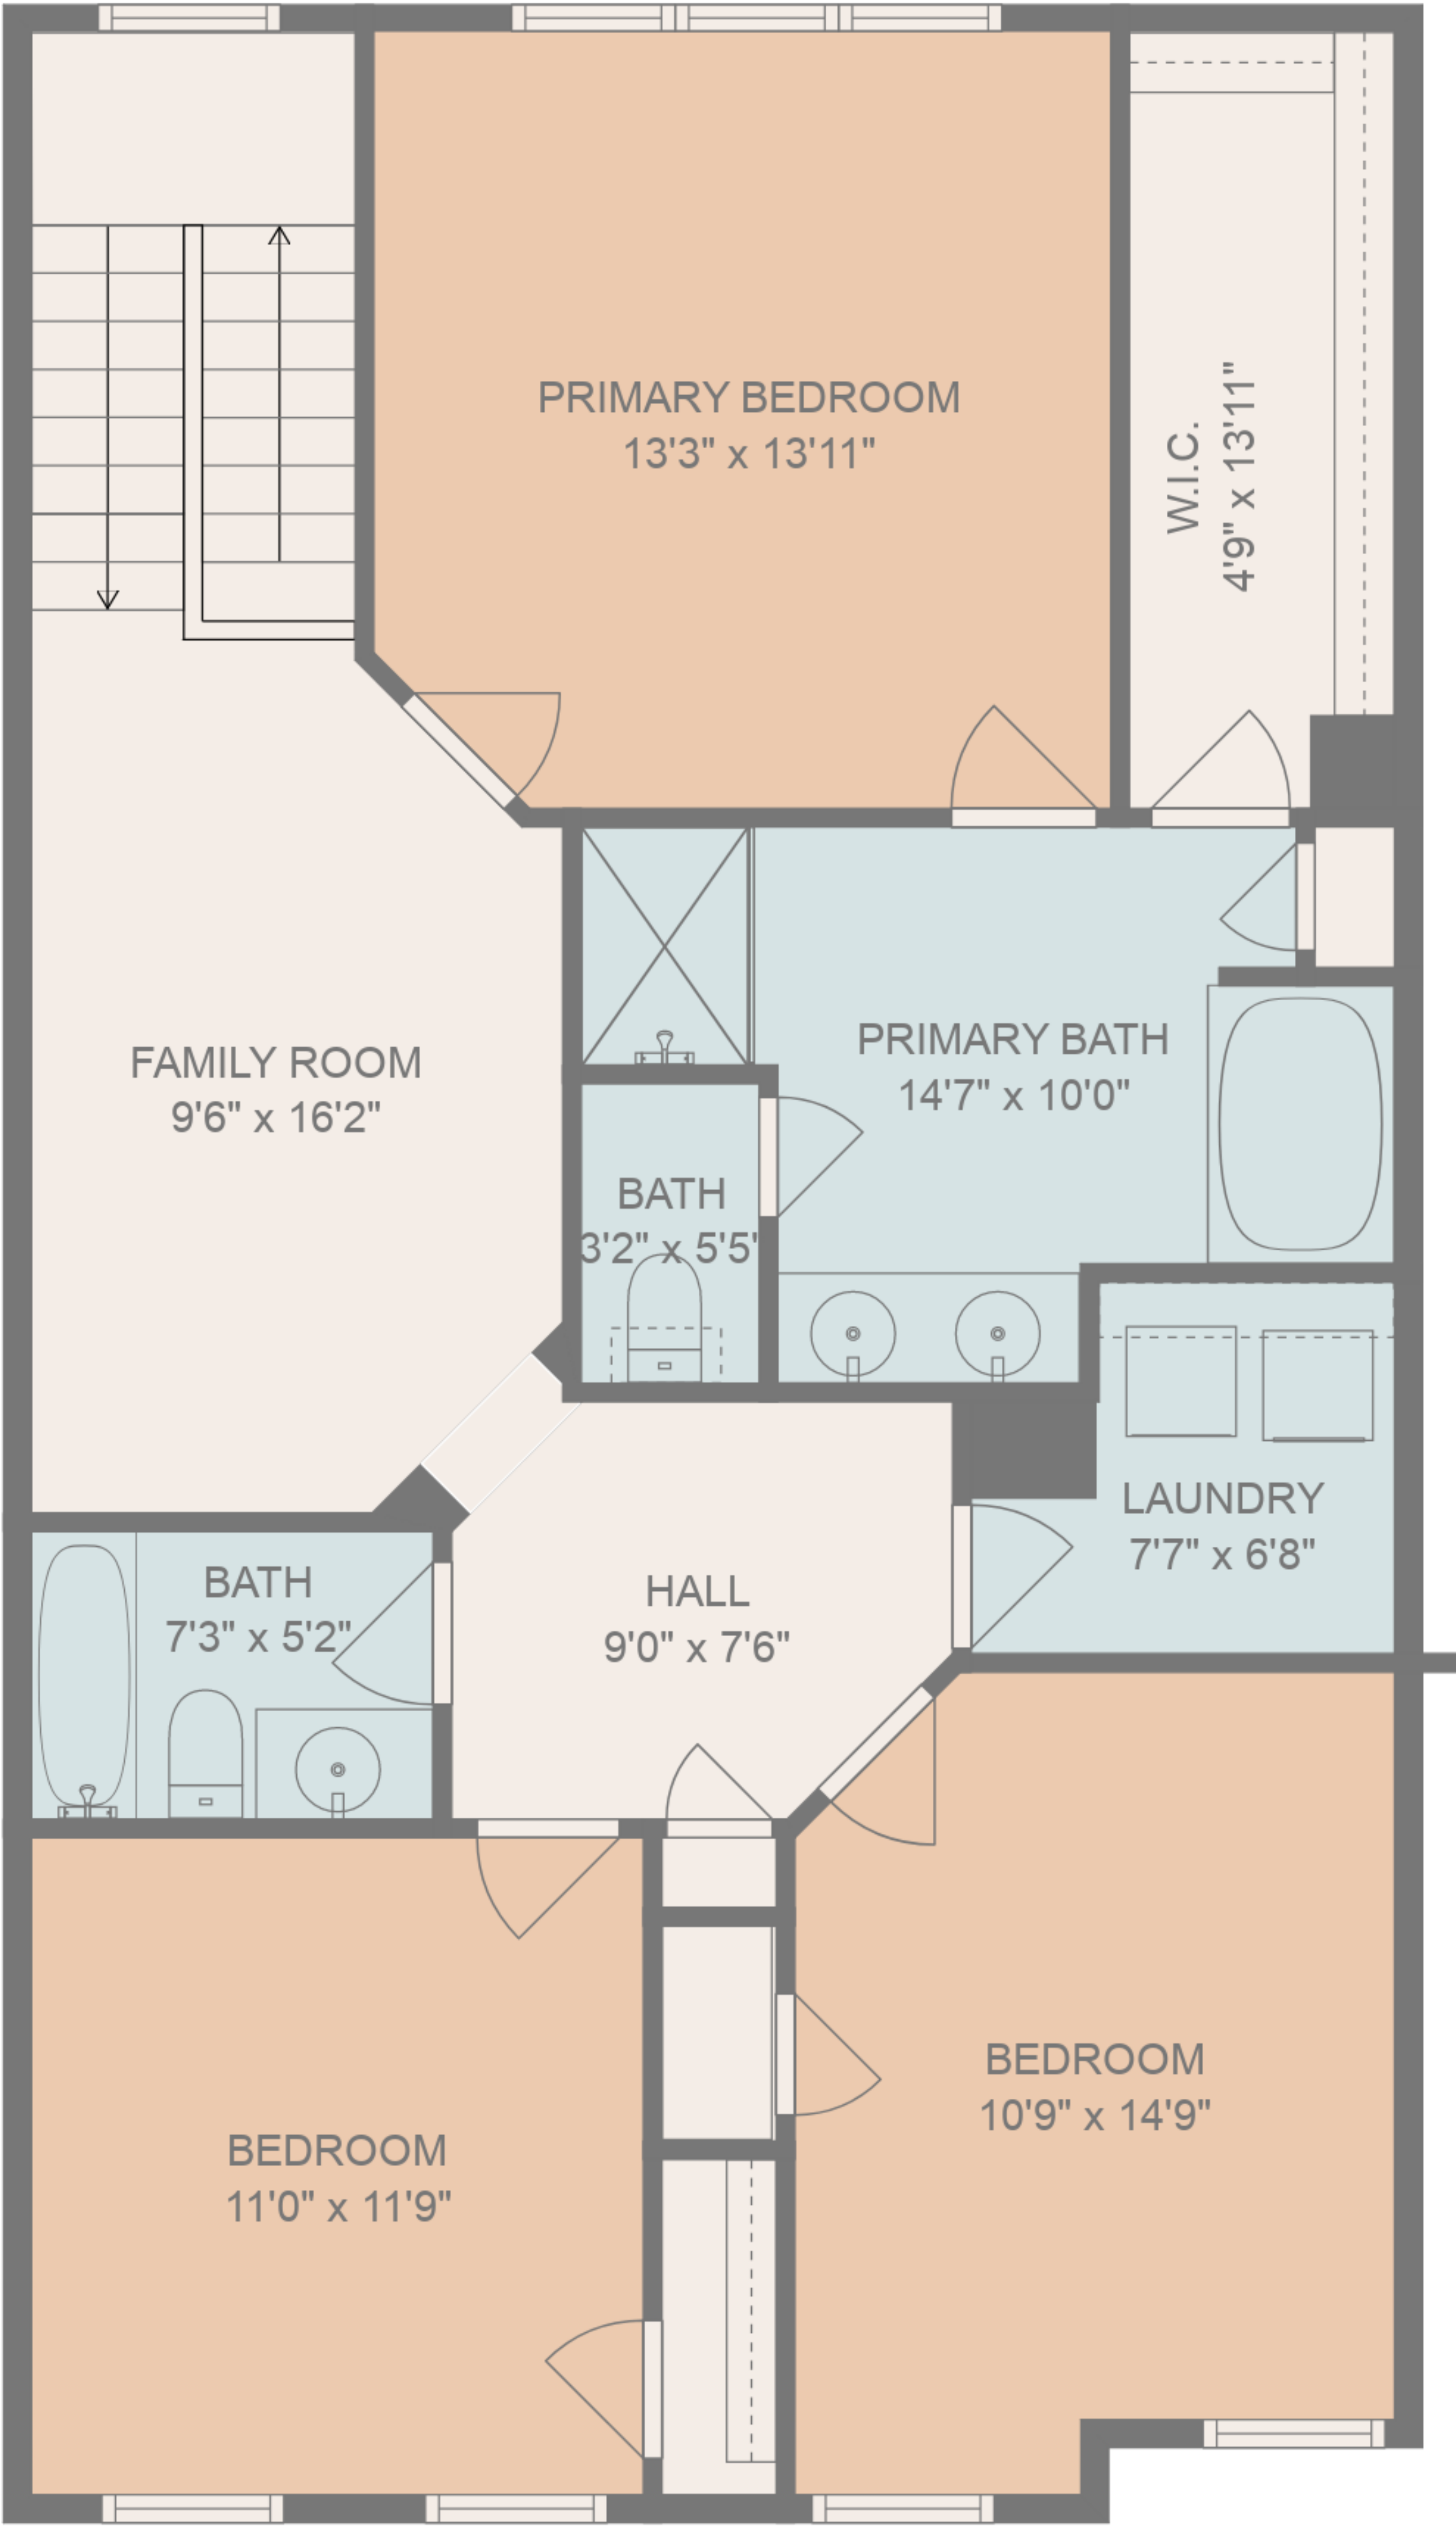 PRIMARY BEDROOM
13'3" x 13'11"
W.I.C.
4'9" x 13'11"
FAMILY ROOM
9'6" x 16'2"
PRIMARY BATH
14'7" x 10'0"
BATH
3'2" x 5'5'
LAUNDRY
7'7" x 6'8"
BATH
7'3" x 5'2"
HALL
9'0" x 7'6"
BEDROOM
10'9" x 14'9"
BEDROOM
11'0" x 11'9"